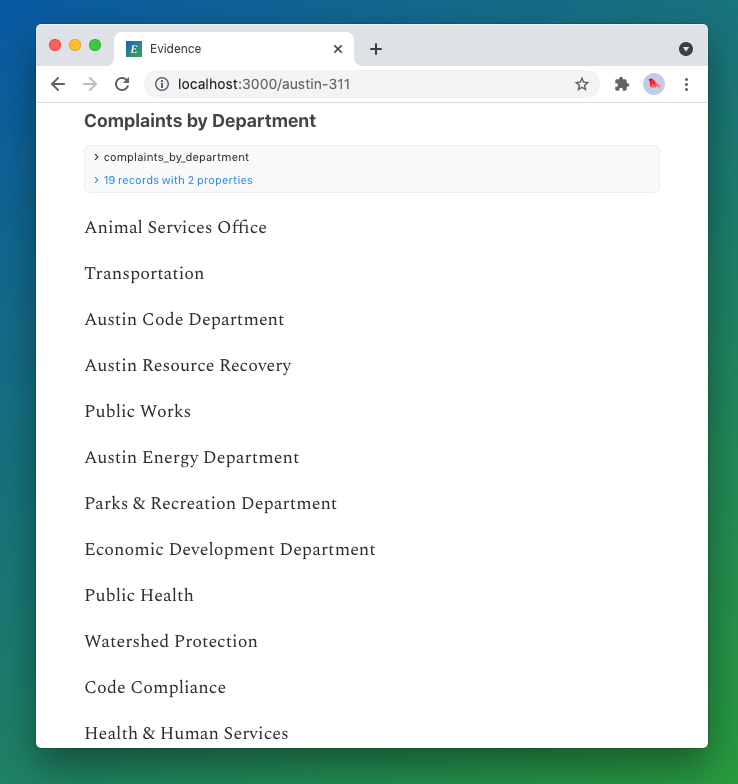 E Evidence
localhost:3000/austin-311
Complaints by Department
complaints_by_department
19 records with 2 properties
Animal Services Office
Transportation
Austin Code Department
Austin Resource Recovery
Public Works
Austin Energy Department
Parks & Recreation Department
Economic Development Department
Public Health
Watershed Protection
Code Compliance
Health & Human Services